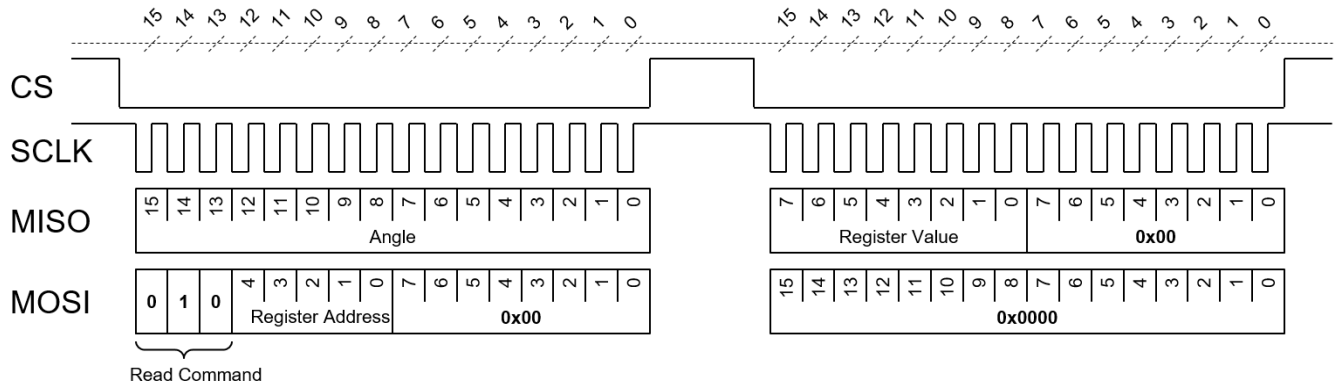 15 14 13 12 11 10 9 8 7 6 5 4 3 2 1 0 15 14 13 12 11 10 9 8 7 6 5 4 3 2 1 0
CS
SCLK
MISO
15 14 13 12 11 10 9 8 7 6 5 4 3 2 1 0 7 6 5 4 3 2 1 0 7 6 5 4 3 2 1 0
Angle Register Value 0x00
MOSI
0 1 0 4 3 2 1 0 7 6 5 4 3 2 1 0 15 14 13 12 11 10 9 8 7 6 5 4 3 2 1 0
Register Address 0x00 0x0000
Read Command